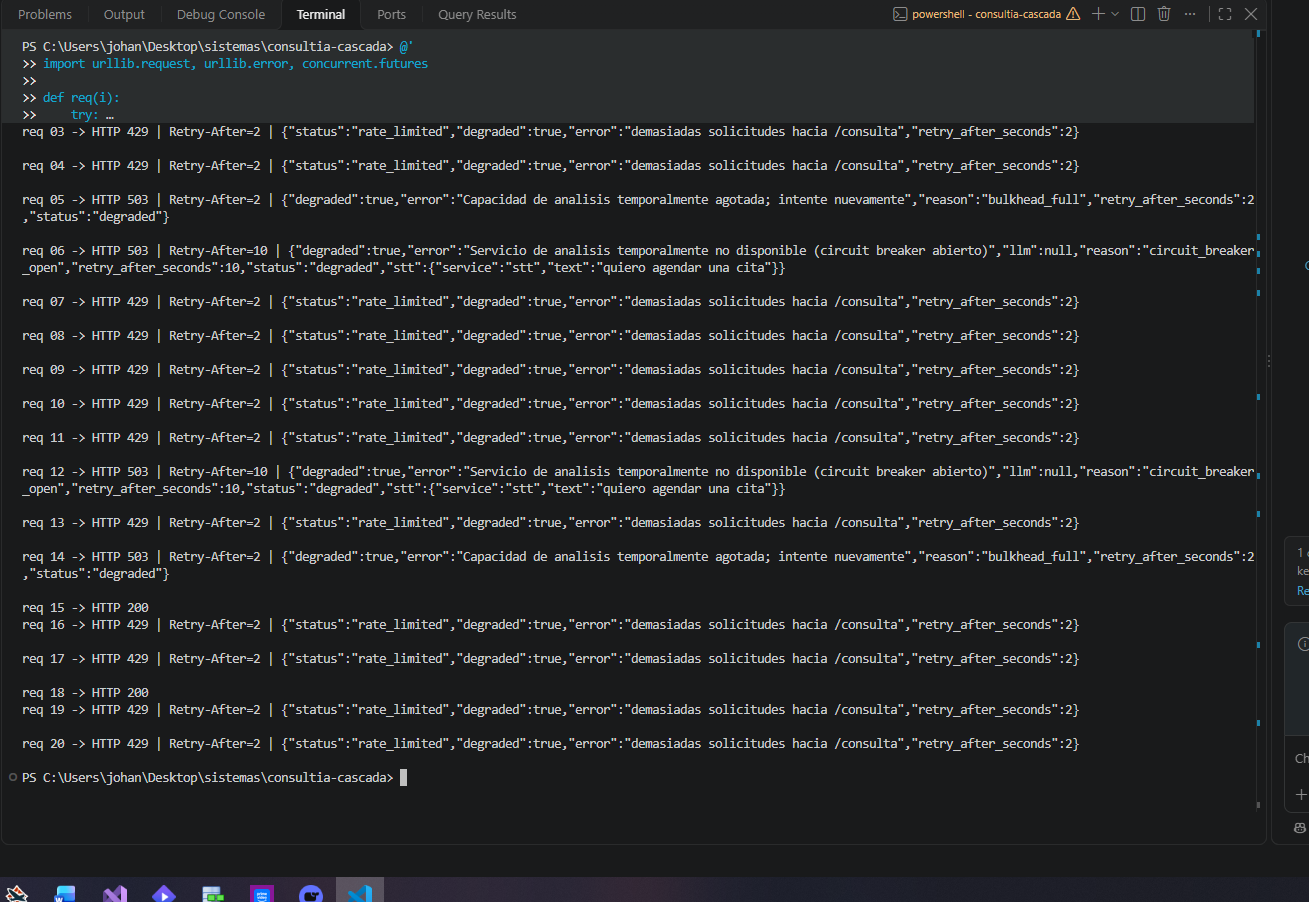 Problems Output Debug Console Terminal Ports Query Results powershell - consultia-cascada
PS C:\Users\johan\Desktop\sistemas\consultia-cascada> @'
>> import urllib.request, urllib.error, concurrent.futures
>>
>> def req(i):
>>     try: …
req 03 -> HTTP 429 | Retry-After=2 | {"status":"rate_limited","degraded":true,"error":"demasiadas solicitudes hacia /consulta","retry_after_seconds":2}
req 04 -> HTTP 429 | Retry-After=2 | {"status":"rate_limited","degraded":true,"error":"demasiadas solicitudes hacia /consulta","retry_after_seconds":2}
req 05 -> HTTP 503 | Retry-After=2 | {"degraded":true,"error":"Capacidad de analisis temporalmente agotada; intente nuevamente","reason":"bulkhead_full","retry_after_seconds":2
,"status":"degraded"}
req 06 -> HTTP 503 | Retry-After=10 | {"degraded":true,"error":"Servicio de analisis temporalmente no disponible (circuit breaker abierto)","llm":null,"reason":"circuit_breaker
_open","retry_after_seconds":10,"status":"degraded","stt":{"service":"stt","text":"quiero agendar una cita"}}
req 07 -> HTTP 429 | Retry-After=2 | {"status":"rate_limited","degraded":true,"error":"demasiadas solicitudes hacia /consulta","retry_after_seconds":2}
req 08 -> HTTP 429 | Retry-After=2 | {"status":"rate_limited","degraded":true,"error":"demasiadas solicitudes hacia /consulta","retry_after_seconds":2}
req 09 -> HTTP 429 | Retry-After=2 | {"status":"rate_limited","degraded":true,"error":"demasiadas solicitudes hacia /consulta","retry_after_seconds":2}
req 10 -> HTTP 429 | Retry-After=2 | {"status":"rate_limited","degraded":true,"error":"demasiadas solicitudes hacia /consulta","retry_after_seconds":2}
req 11 -> HTTP 429 | Retry-After=2 | {"status":"rate_limited","degraded":true,"error":"demasiadas solicitudes hacia /consulta","retry_after_seconds":2}
req 12 -> HTTP 503 | Retry-After=10 | {"degraded":true,"error":"Servicio de analisis temporalmente no disponible (circuit breaker abierto)","llm":null,"reason":"circuit_breaker
_open","retry_after_seconds":10,"status":"degraded","stt":{"service":"stt","text":"quiero agendar una cita"}}
req 13 -> HTTP 429 | Retry-After=2 | {"status":"rate_limited","degraded":true,"error":"demasiadas solicitudes hacia /consulta","retry_after_seconds":2}
req 14 -> HTTP 503 | Retry-After=2 | {"degraded":true,"error":"Capacidad de analisis temporalmente agotada; intente nuevamente","reason":"bulkhead_full","retry_after_seconds":2
,"status":"degraded"}
req 15 -> HTTP 200
req 16 -> HTTP 429 | Retry-After=2 | {"status":"rate_limited","degraded":true,"error":"demasiadas solicitudes hacia /consulta","retry_after_seconds":2}
req 17 -> HTTP 429 | Retry-After=2 | {"status":"rate_limited","degraded":true,"error":"demasiadas solicitudes hacia /consulta","retry_after_seconds":2}
req 18 -> HTTP 200
req 19 -> HTTP 429 | Retry-After=2 | {"status":"rate_limited","degraded":true,"error":"demasiadas solicitudes hacia /consulta","retry_after_seconds":2}
req 20 -> HTTP 429 | Retry-After=2 | {"status":"rate_limited","degraded":true,"error":"demasiadas solicitudes hacia /consulta","retry_after_seconds":2}
PS C:\Users\johan\Desktop\sistemas\consultia-cascada>